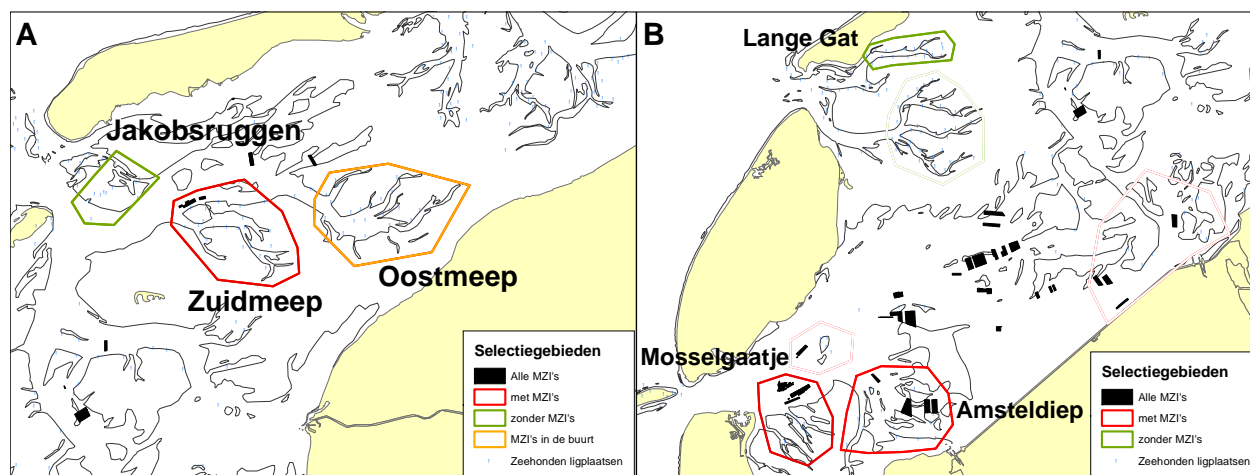 A
Jakobsruggen
Zuidmeep
Oostmeep
Selectiegebieden
Alle MZI's
met MZI's
zonder MZI's
MZI's in de buurt
Zeehonden ligplaatsen
B
Lange Gat
Mosselgaatje
Amsteldiep
Selectiegebieden
Alle MZI's
met MZI's
zonder MZI's
Zeehonden ligplaatsen